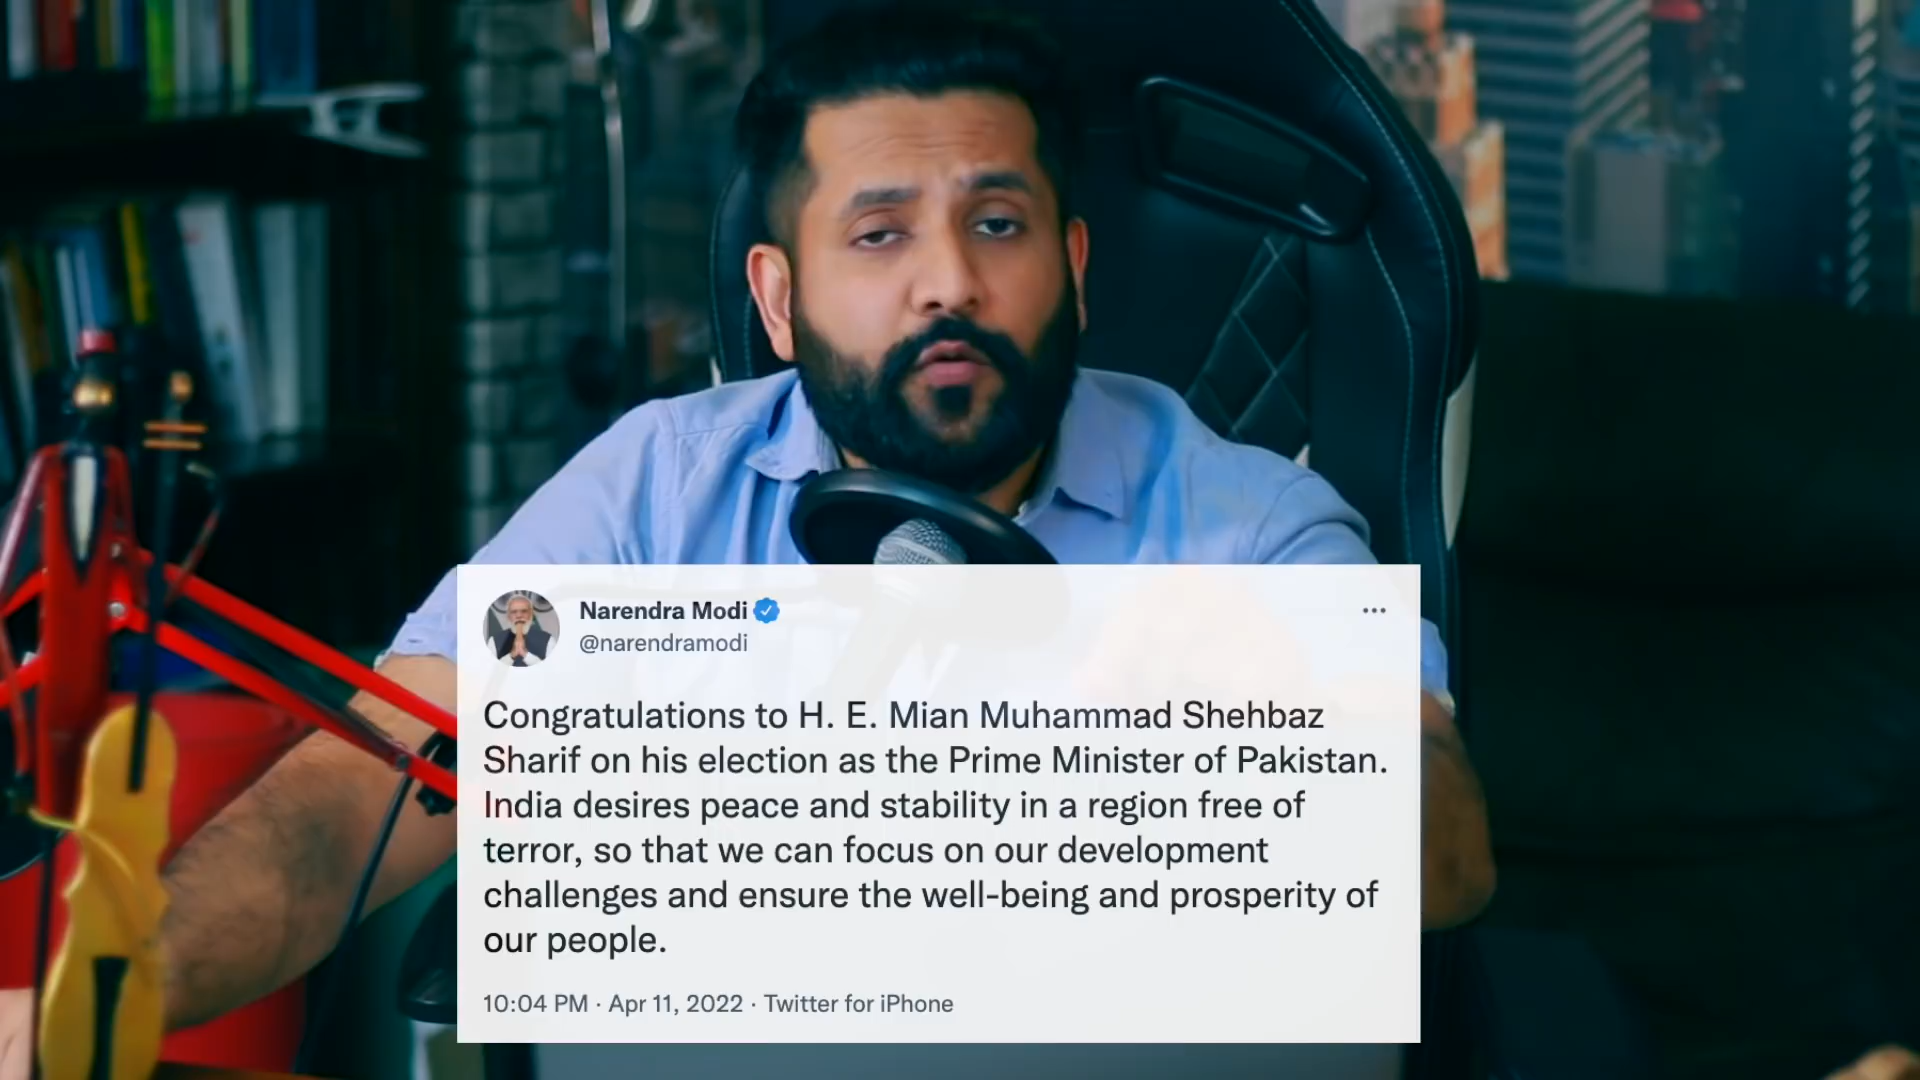 Narendra Modi
@narendramodi
Congratulations to H. E. Mian Muhammad Shehbaz
Sharif on his election as the Prime Minister of Pakistan.
India desires peace and stability in a region free of
terror, so that we can focus on our development
challenges and ensure the well-being and prosperity of
our people.
10:04 PM · Apr 11, 2022 · Twitter for iPhone